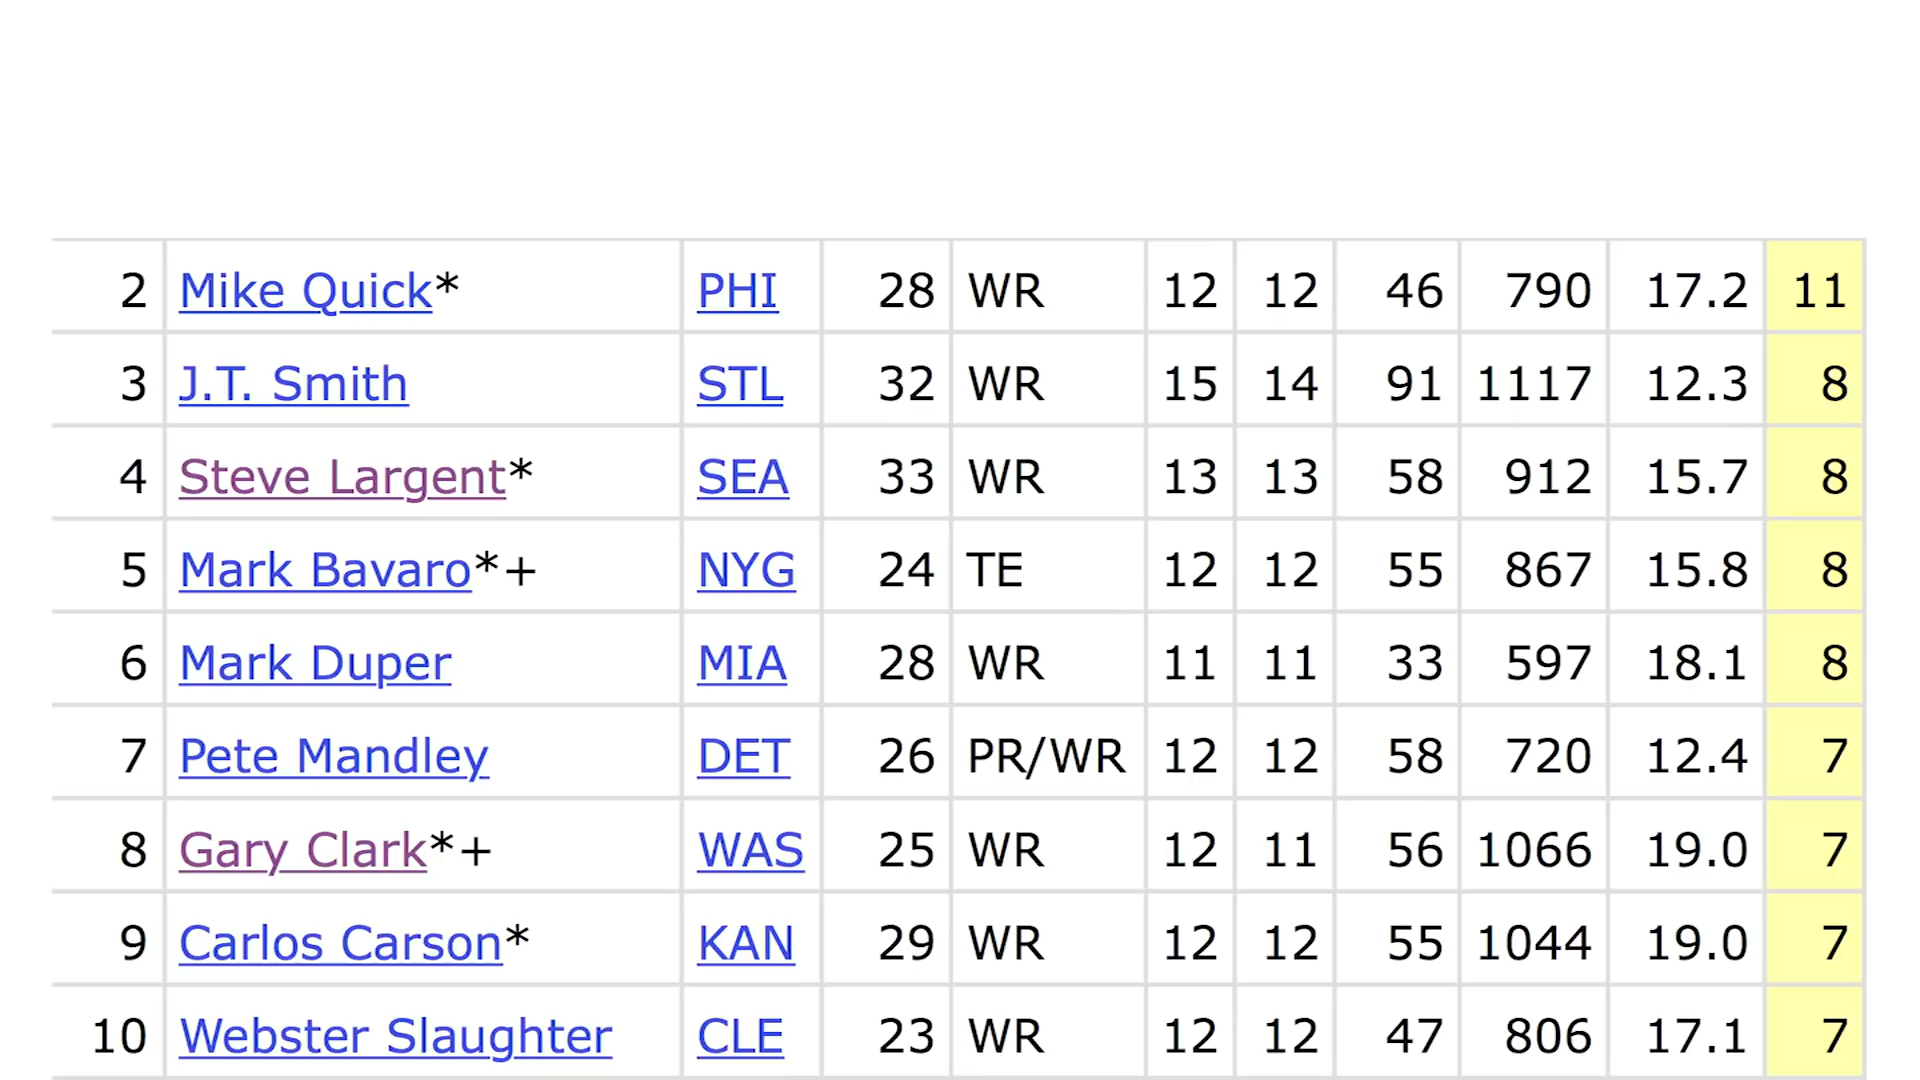 2 Mike Quick* PHI 28 WR 12 12 46 790 17.2 11
3 J.T. Smith STL 32 WR 15 14 91 1117 12.3 8
4 Steve Largent* SEA 33 WR 13 13 58 912 15.7 8
5 Mark Bavaro*+ NYG 24 TE 12 12 55 867 15.8 8
6 Mark Duper MIA 28 WR 11 11 33 597 18.1 8
7 Pete Mandley DET 26 PR/WR 12 12 58 720 12.4 7
8 Gary Clark*+ WAS 25 WR 12 11 56 1066 19.0 7
9 Carlos Carson* KAN 29 WR 12 12 55 1044 19.0 7
10 Webster Slaughter CLE 23 WR 12 12 47 806 17.1 7